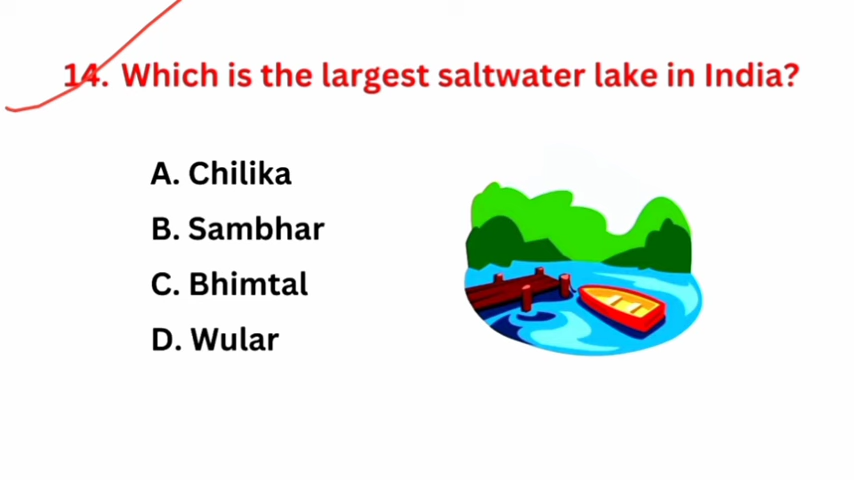 14. Which is the largest saltwater lake in India?
A. Chilika
B. Sambhar
C. Bhimtal
D. Wular